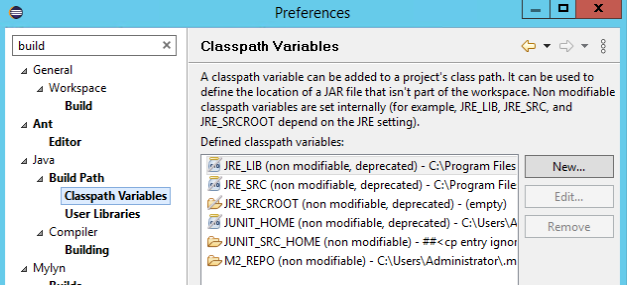 Preferences
build
General
Workspace
Build
Ant
Editor
Java
Build Path
Classpath Variables
User Libraries
Compiler
Building
Mylyn
Builds
Classpath Variables
A classpath variable can be added to a project's class path. It can be used to
define the location of a JAR file that isn't part of the workspace. Non modifiable
classpath variables are set internally (for example, JRE_LIB, JRE_SRC, and
JRE_SRCROOT depend on the JRE setting).
Defined classpath variables:
JRE_LIB (non modifiable, deprecated) - C:\Program Files
JRE_SRC (non modifiable, deprecated) - C:\Program Files
JRE_SRCROOT (non modifiable, deprecated) - (empty)
JUNIT_HOME (non modifiable, deprecated) - C:\Users\A
JUNIT_SRC_HOME (non modifiable) - ##<cp entry ignor
M2_REPO (non modifiable) - C:\Users\Administrator\.m
New...
Edit...
Remove